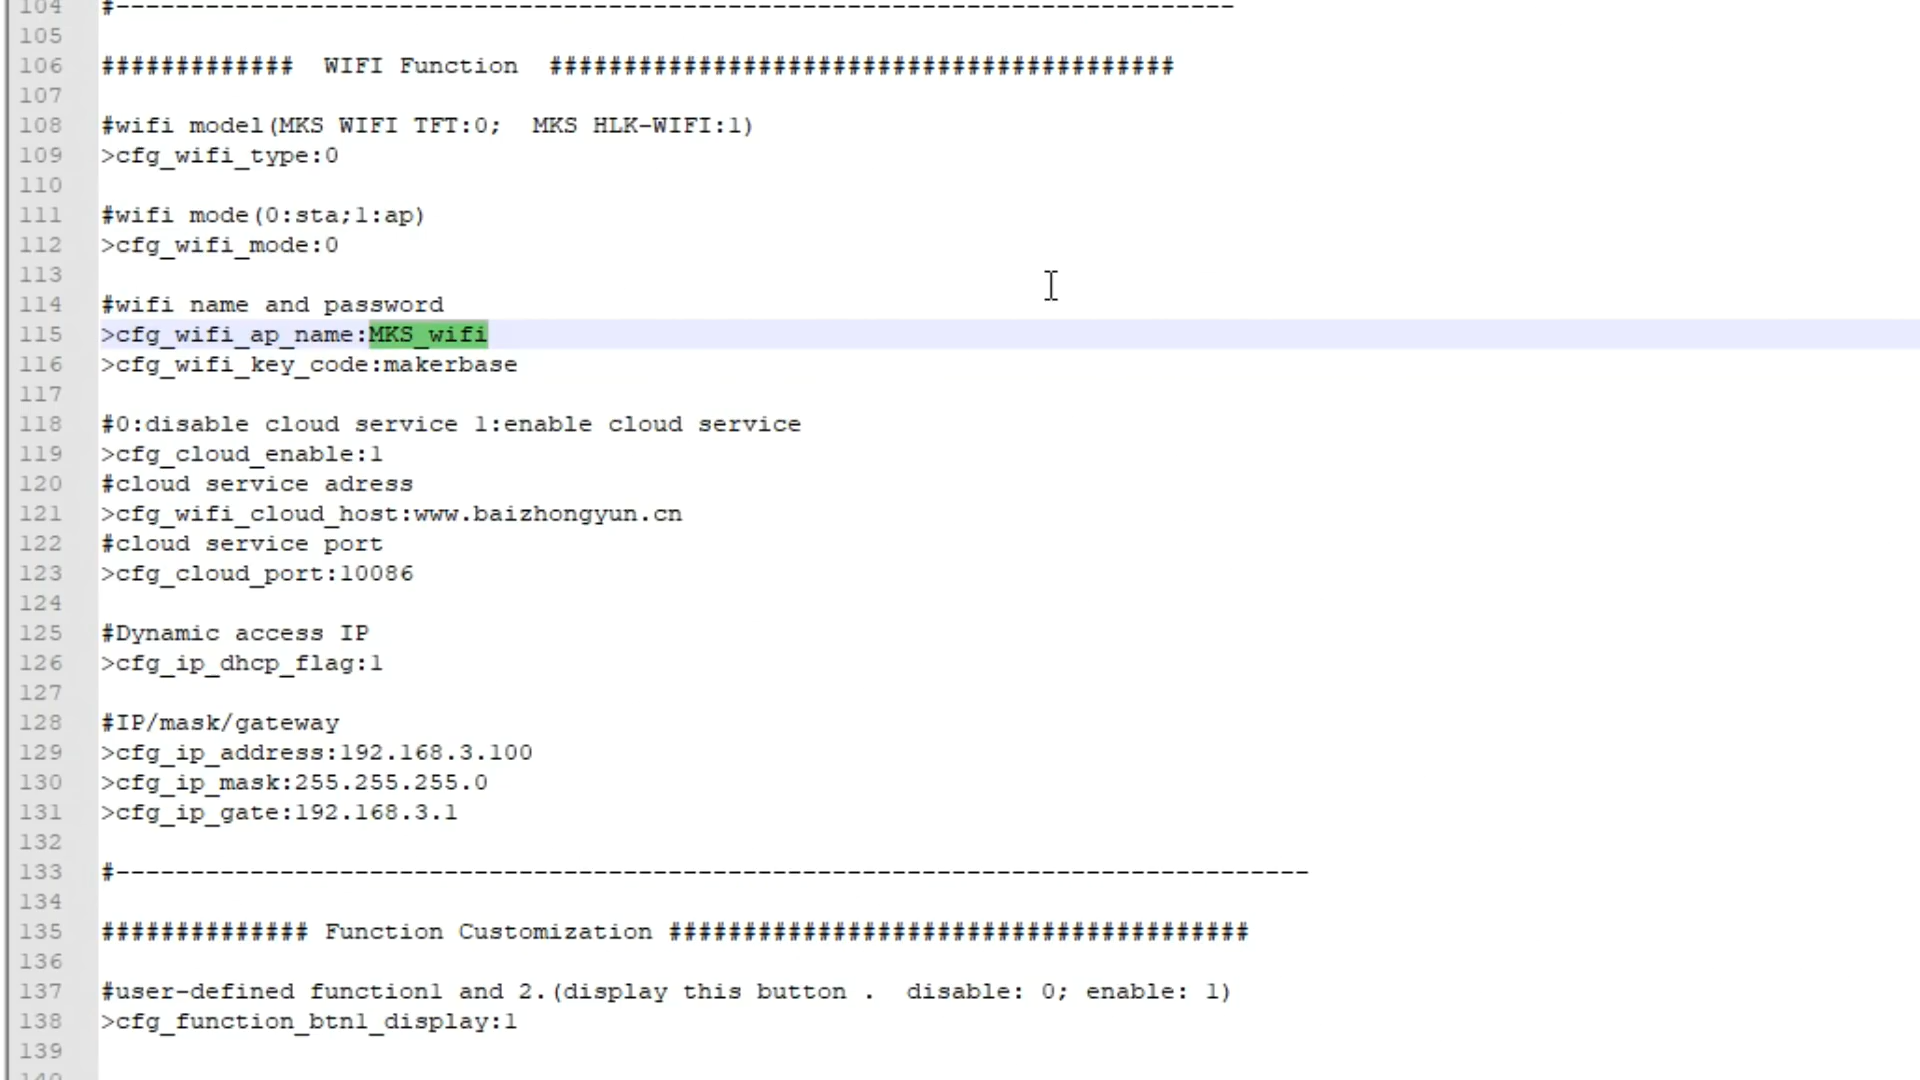 104 #---------------------------------------------------------------------------
105
106 #############  WIFI Function  ##########################################
107
108 #wifi model(MKS WIFI TFT:0;  MKS HLK-WIFI:1)
109 >cfg_wifi_type:0
110
111 #wifi mode(0:sta;1:ap)
112 >cfg_wifi_mode:0
113
114 #wifi name and password
115 >cfg_wifi_ap_name:MKS_wifi
116 >cfg_wifi_key_code:makerbase
117
118 #0:disable cloud service 1:enable cloud service
119 >cfg_cloud_enable:1
120 #cloud service adress
121 >cfg_wifi_cloud_host:www.baizhongyun.cn
122 #cloud service port
123 >cfg_cloud_port:10086
124
125 #Dynamic access IP
126 >cfg_ip_dhcp_flag:1
127
128 #IP/mask/gateway
129 >cfg_ip_address:192.168.3.100
130 >cfg_ip_mask:255.255.255.0
131 >cfg_ip_gate:192.168.3.1
132
133 #--------------------------------------------------------------------------------
134
135 ############## Function Customization #######################################
136
137 #user-defined function1 and 2.(display this button .  disable: 0; enable: 1)
138 >cfg_function_btn1_display:1
139
140